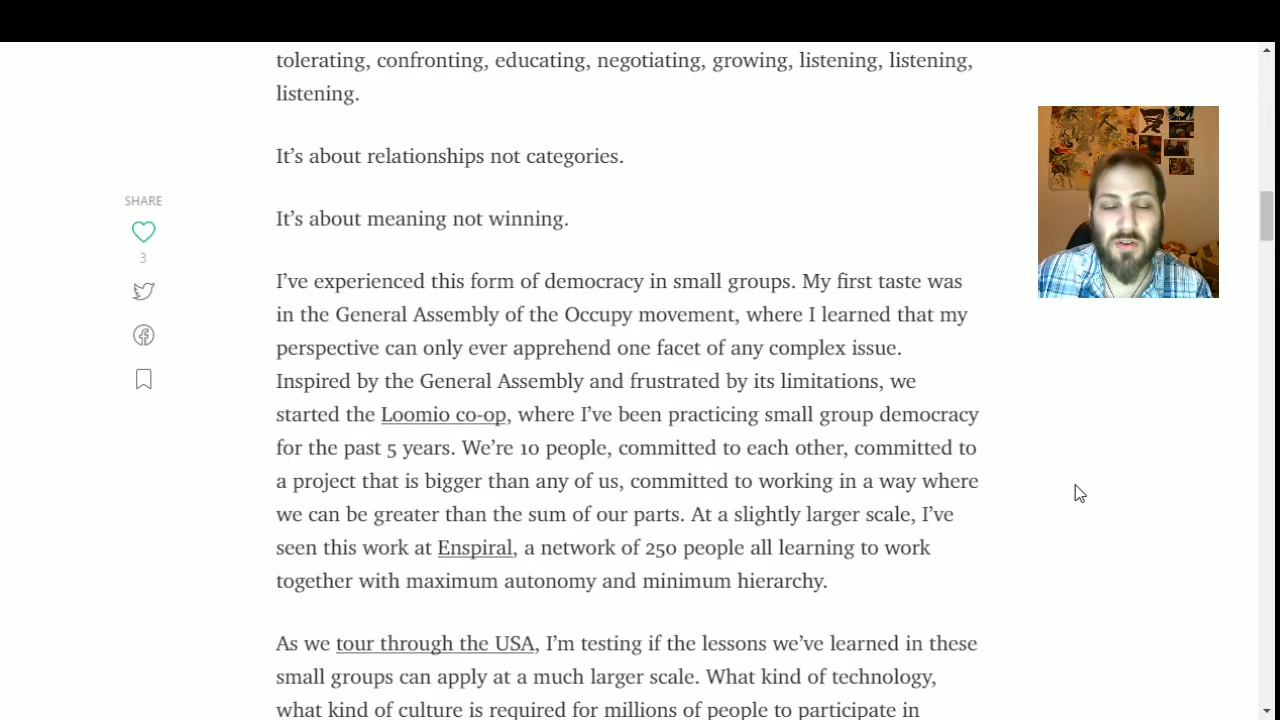 tolerating, confronting, educating, negotiating, growing, listening, listening,
listening.
It’s about relationships not categories.
SHARE
It’s about meaning not winning.
3
I’ve experienced this form of democracy in small groups. My first taste was
in the General Assembly of the Occupy movement, where I learned that my
perspective can only ever apprehend one facet of any complex issue.
Inspired by the General Assembly and frustrated by its limitations, we
started the Loomio co-op, where I’ve been practicing small group democracy
for the past 5 years. We’re 10 people, committed to each other, committed to
a project that is bigger than any of us, committed to working in a way where
we can be greater than the sum of our parts. At a slightly larger scale, I’ve
seen this work at Enspiral, a network of 250 people all learning to work
together with maximum autonomy and minimum hierarchy.
As we tour through the USA, I’m testing if the lessons we’ve learned in these
small groups can apply at a much larger scale. What kind of technology,
what kind of culture is required for millions of people to participate in